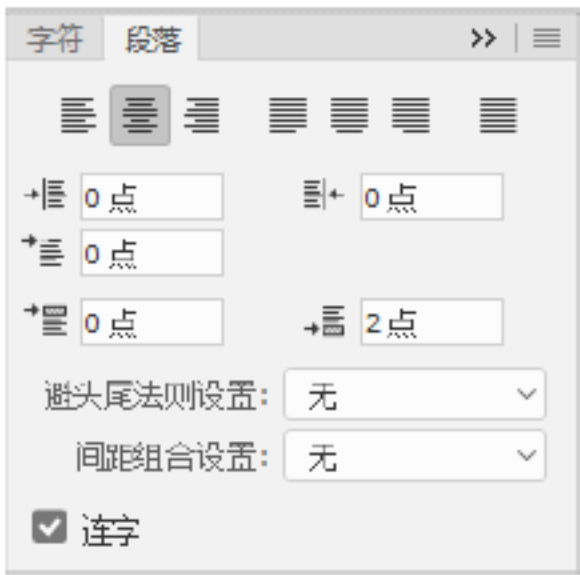 字符 段落
0 点 0 点
0 点
0 点 2 点
避头尾法则设置: 无
间距组合设置: 无
连字